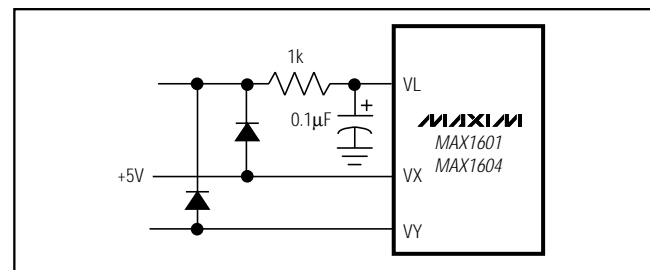 1k
VL
+
0.1μF
MAXIM
MAX1601
MAX1604
+5V
VX
VY